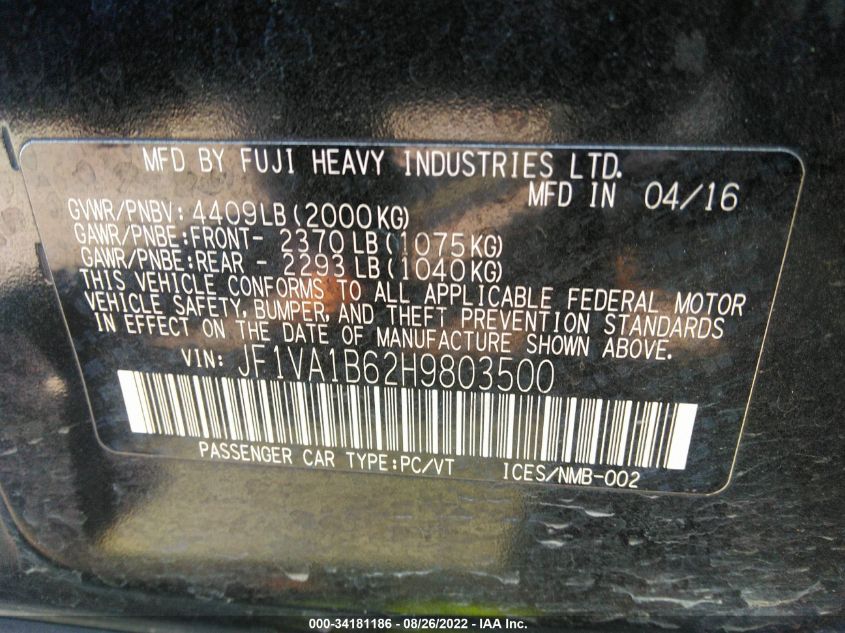 MFD BY FUJI HEAVY INDUSTRIES LTD.
MFD IN 04/16
GVWR/PNBV: 4409LB (2000KG)
GAWR/PNBE:FRONT- 2370LB (1075KG)
GAWR/PNBE:REAR - 2293LB (1040KG)
THIS VEHICLE CONFORMS TO ALL APPLICABLE FEDERAL MOTOR
VEHICLE SAFETY, BUMPER, AND THEFT PREVENTION STANDARDS
IN EFFECT ON THE DATE OF MANUFACTURE SHOWN ABOVE.
VIN: JF1VA1B62H9803500
PASSENGER CAR TYPE:PC/VT ICES/NMB-002
000-34181186 - 08/26/2022 - IAA Inc.